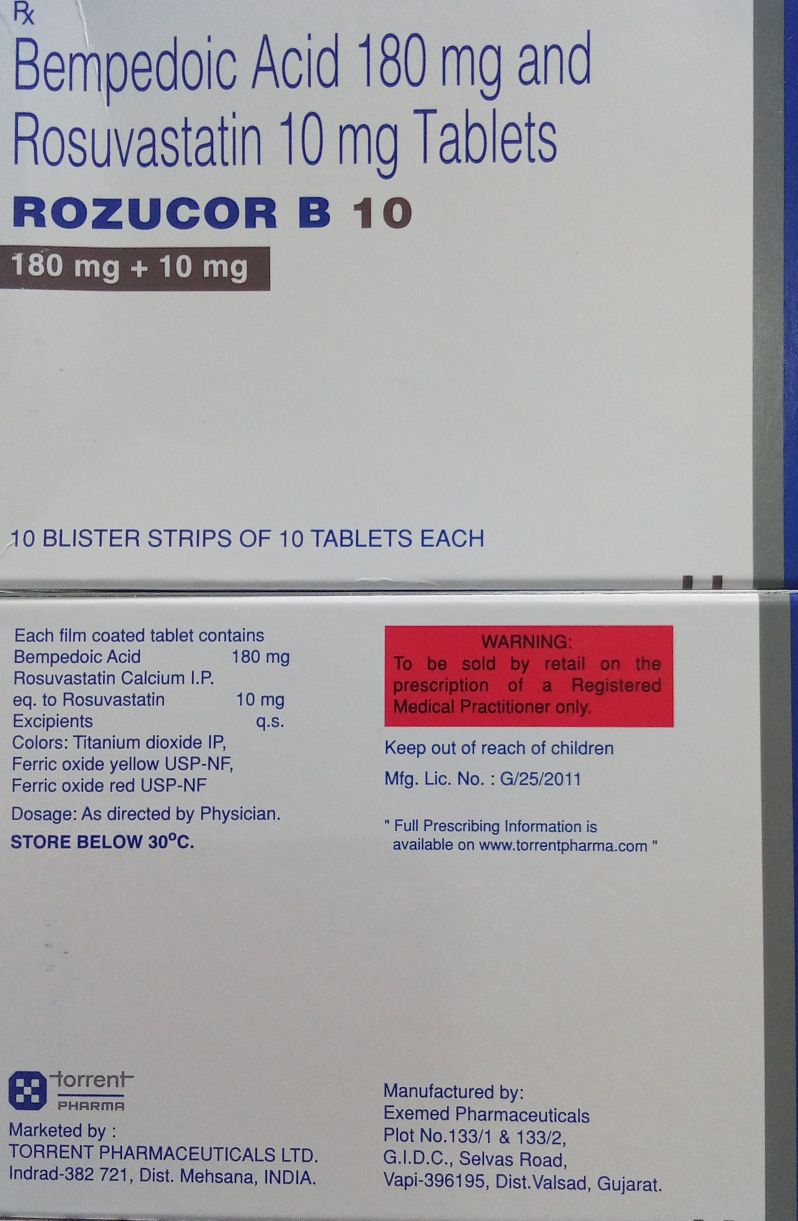 Rx
Bempedoic Acid 180 mg and
Rosuvastatin 10 mg Tablets
ROZUCOR B 10
180 mg + 10 mg
10 BLISTER STRIPS OF 10 TABLETS EACH
Each film coated tablet contains
Bempedoic Acid 180 mg
Rosuvastatin Calcium I.P.
eq. to Rosuvastatin 10 mg
Excipients q.s.
Colors: Titanium dioxide IP,
Ferric oxide yellow USP-NF,
Ferric oxide red USP-NF
Dosage: As directed by Physician.
STORE BELOW 30°C.
WARNING:
To be sold by retail on the
prescription of a Registered
Medical Practitioner only.
Keep out of reach of children
Mfg. Lic. No. : G/25/2011
" Full Prescribing Information is
available on www.torrentpharma.com "
torrent
PHARMA
Marketed by :
TORRENT PHARMACEUTICALS LTD.
Indrad-382 721, Dist. Mehsana, INDIA.
Manufactured by:
Exemed Pharmaceuticals
Plot No.133/1 & 133/2,
G.I.D.C., Selvas Road,
Vapi-396195, Dist.Valsad, Gujarat.